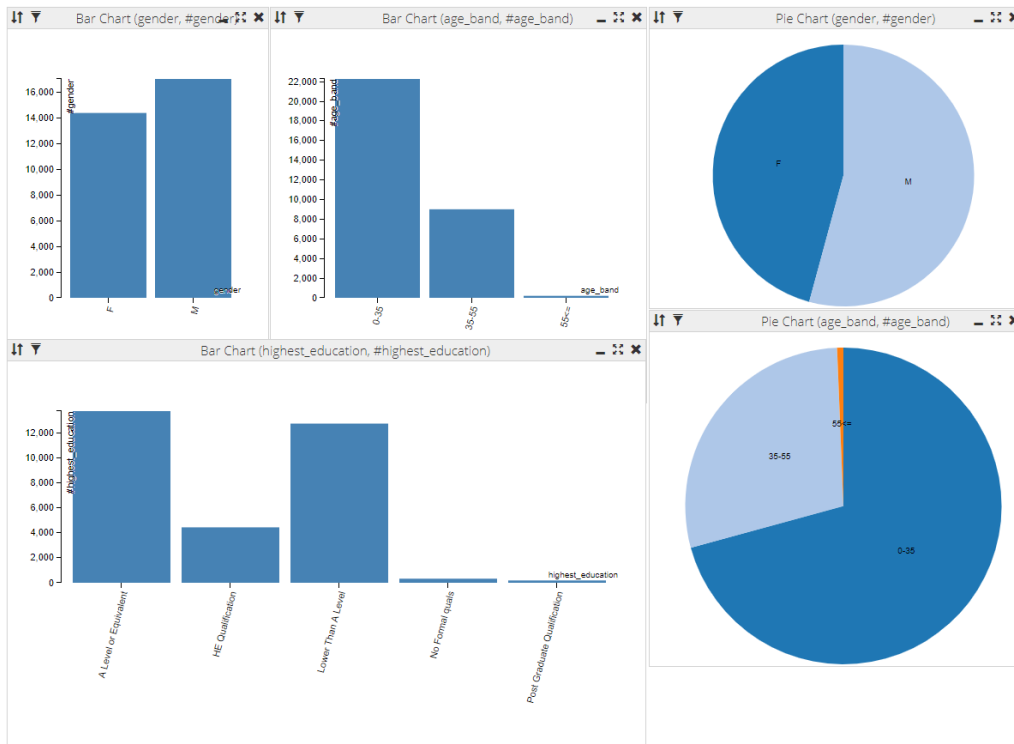 Bar Chart (gender, #gender)
16,000
14,000
12,000
10,000
8,000
6,000
4,000
2,000
0
#gender
gender
F
M
Bar Chart (age_band, #age_band)
22,000
20,000
18,000
16,000
14,000
12,000
10,000
8,000
6,000
4,000
2,000
0
#age_band
age_band
0-35
35-55
55<=
Pie Chart (gender, #gender)
F
M
Bar Chart (highest_education, #highest_education)
12,000
10,000
8,000
6,000
4,000
2,000
0
#highest_education
highest_education
A Level or Equivalent
HE Qualification
Lower Than A Level
No Formal quals
Post Graduate Qualification
Pie Chart (age_band, #age_band)
55<=
35-55
0-35